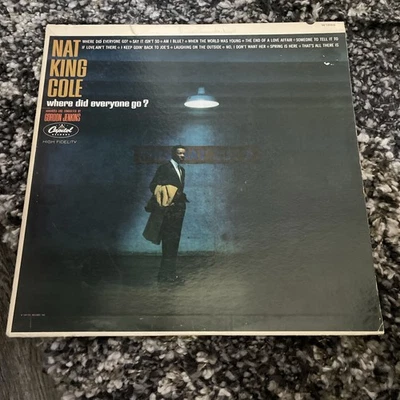 NAT
KING
COLE
WHERE DID EVERYONE GO? • SAY IT ISN'T SO • AM I BLUE? • WHEN THE WORLD WAS YOUNG • THE END OF A LOVE AFFAIR • SOMEONE TO TELL IT TO
IF LOVE AIN'T THERE • I KEEP GOIN' BACK TO JOE'S • LAUGHING ON THE OUTSIDE • NO, I DON'T WANT HER • SPRING IS HERE • THAT'S ALL THERE IS
where did everyone go?
ARRANGED AND CONDUCTED BY
GORDON JENKINS
Capitol
RECORDS
HIGH FIDELITY